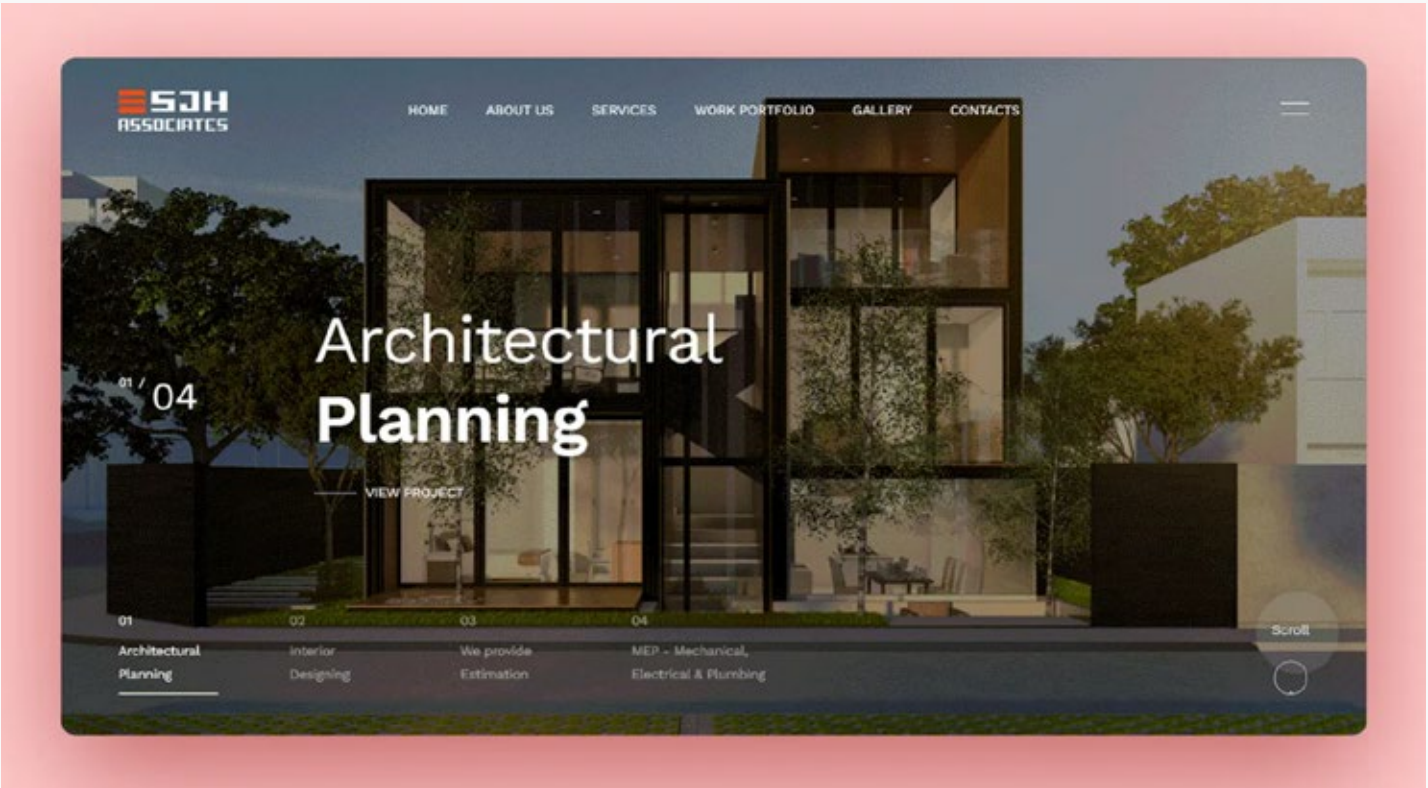 SJH
ASSOCIATES
HOME ABOUT US SERVICES WORK PORTFOLIO GALLERY CONTACTS
Architectural
Planning
01 / 04
VIEW PROJECT
01
Architectural
Planning
02
Interior
Designing
03
We provide
Estimation
04
MEP - Mechanical,
Electrical & Plumbing
Scroll